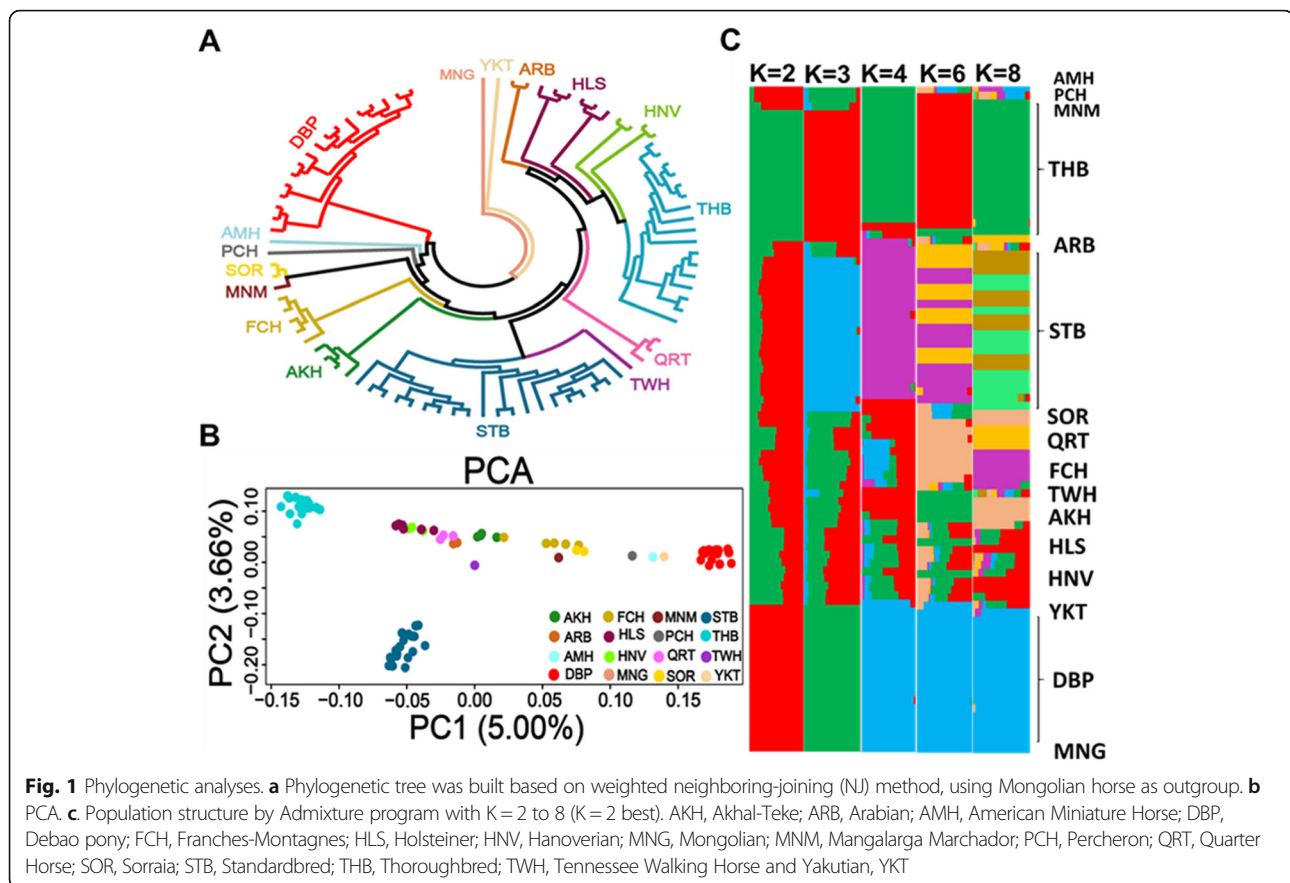 A
MNG
YKT
ARB
HLS
HNV
THB
QRT
TWH
STB
AKH
FCH
MNM
SOR
PCH
AMH
DBP
B
PCA
PC2 (3.66%)
0.10
0.00
−0.10
−0.20
−0.15 −0.10 −0.05 0.00 0.05 0.10 0.15
PC1 (5.00%)
AKH FCH MNM STB
ARB HLS PCH THB
AMH HNV QRT TWH
DBP MNG SOR YKT
C
K=2 K=3 K=4 K=6 K=8
AMH
PCH
MNM
THB
ARB
STB
SOR
QRT
FCH
TWH
AKH
HLS
HNV
YKT
DBP
MNG
Fig. 1 Phylogenetic analyses. a Phylogenetic tree was built based on weighted neighboring-joining (NJ) method, using Mongolian horse as outgroup. b
PCA. c. Population structure by Admixture program with K = 2 to 8 (K = 2 best). AKH, Akhal-Teke; ARB, Arabian; AMH, American Miniature Horse; DBP,
Debao pony; FCH, Franches-Montagnes; HLS, Holsteiner; HNV, Hanoverian; MNG, Mongolian; MNM, Mangalarga Marchador; PCH, Percheron; QRT, Quarter
Horse; SOR, Sorraia; STB, Standardbred; THB, Thoroughbred; TWH, Tennessee Walking Horse and Yakutian, YKT